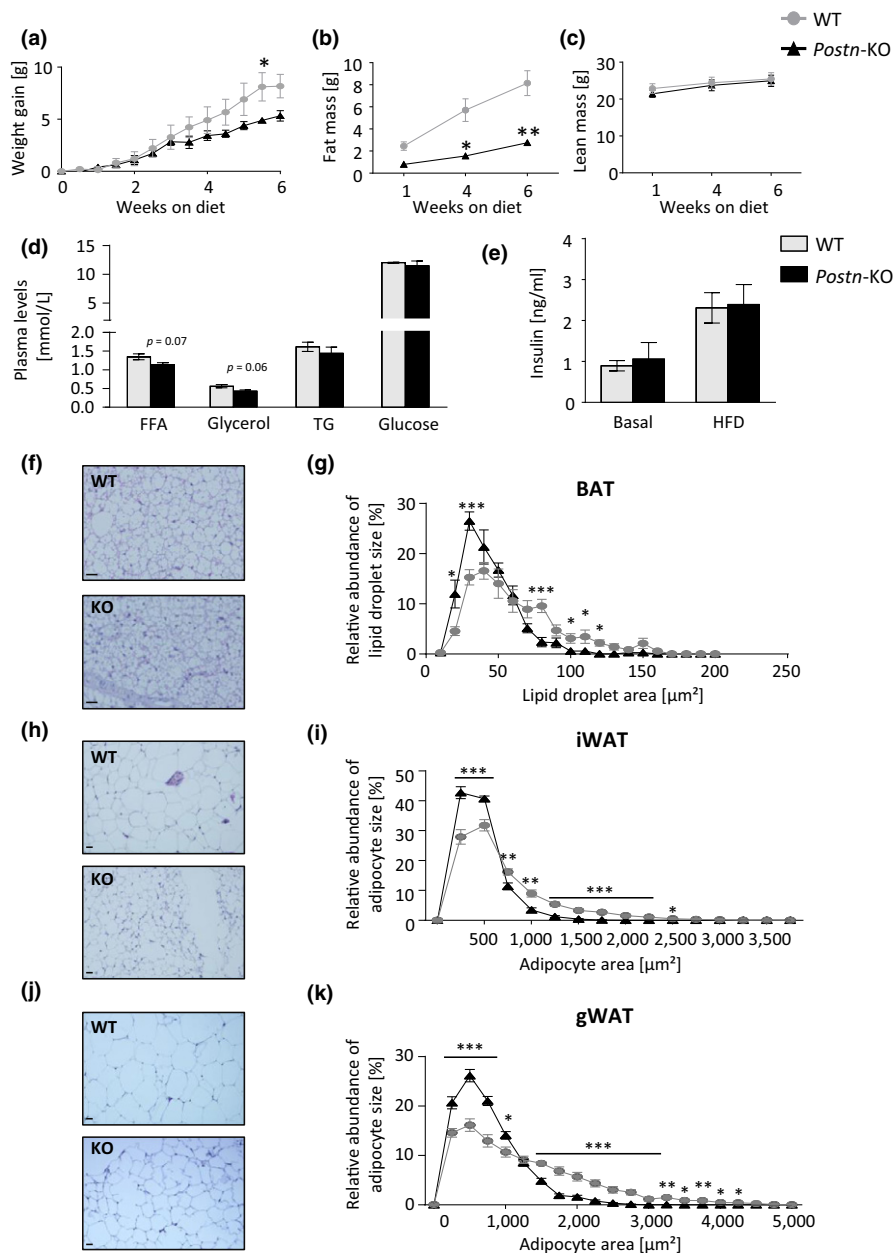 WT
Postn-KO
(a)
Weight gain [g]
10
5
0
0 2 4 6
Weeks on diet
*
(b)
Fat mass [g]
10
8
6
4
2
0
1 4 6
Weeks on diet
* **
(c)
Lean mass [g]
30
20
10
0
1 4 6
Weeks on diet
(d)
Plasma levels
[mmol/L]
15
10
5
2.0
1.5
1.0
0.5
0.0
p = 0.07
p = 0.06
FFA Glycerol TG Glucose
(e)
Insulin [ng/ml]
4
3
2
1
0
Basal HFD
WT
Postn-KO
(f)
WT
KO
(g)
BAT
Relative abundance of
lipid droplet size [%]
30
20
10
0
0 50 100 150 200 250
Lipid droplet area [µm²]
* *** *** * * *
(h)
WT
KO
(i)
iWAT
Relative abundance of
adipocyte size [%]
50
40
30
20
10
0
500 1,000 1,500 2,000 2,500 3,000 3,500
Adipocyte area [µm²]
*** ** ** *** *
(j)
WT
KO
(k)
gWAT
Relative abundance of
adipocyte size [%]
30
20
10
0
0 1,000 2,000 3,000 4,000 5,000
Adipocyte area [µm²]
*** * *** ** * ** * *